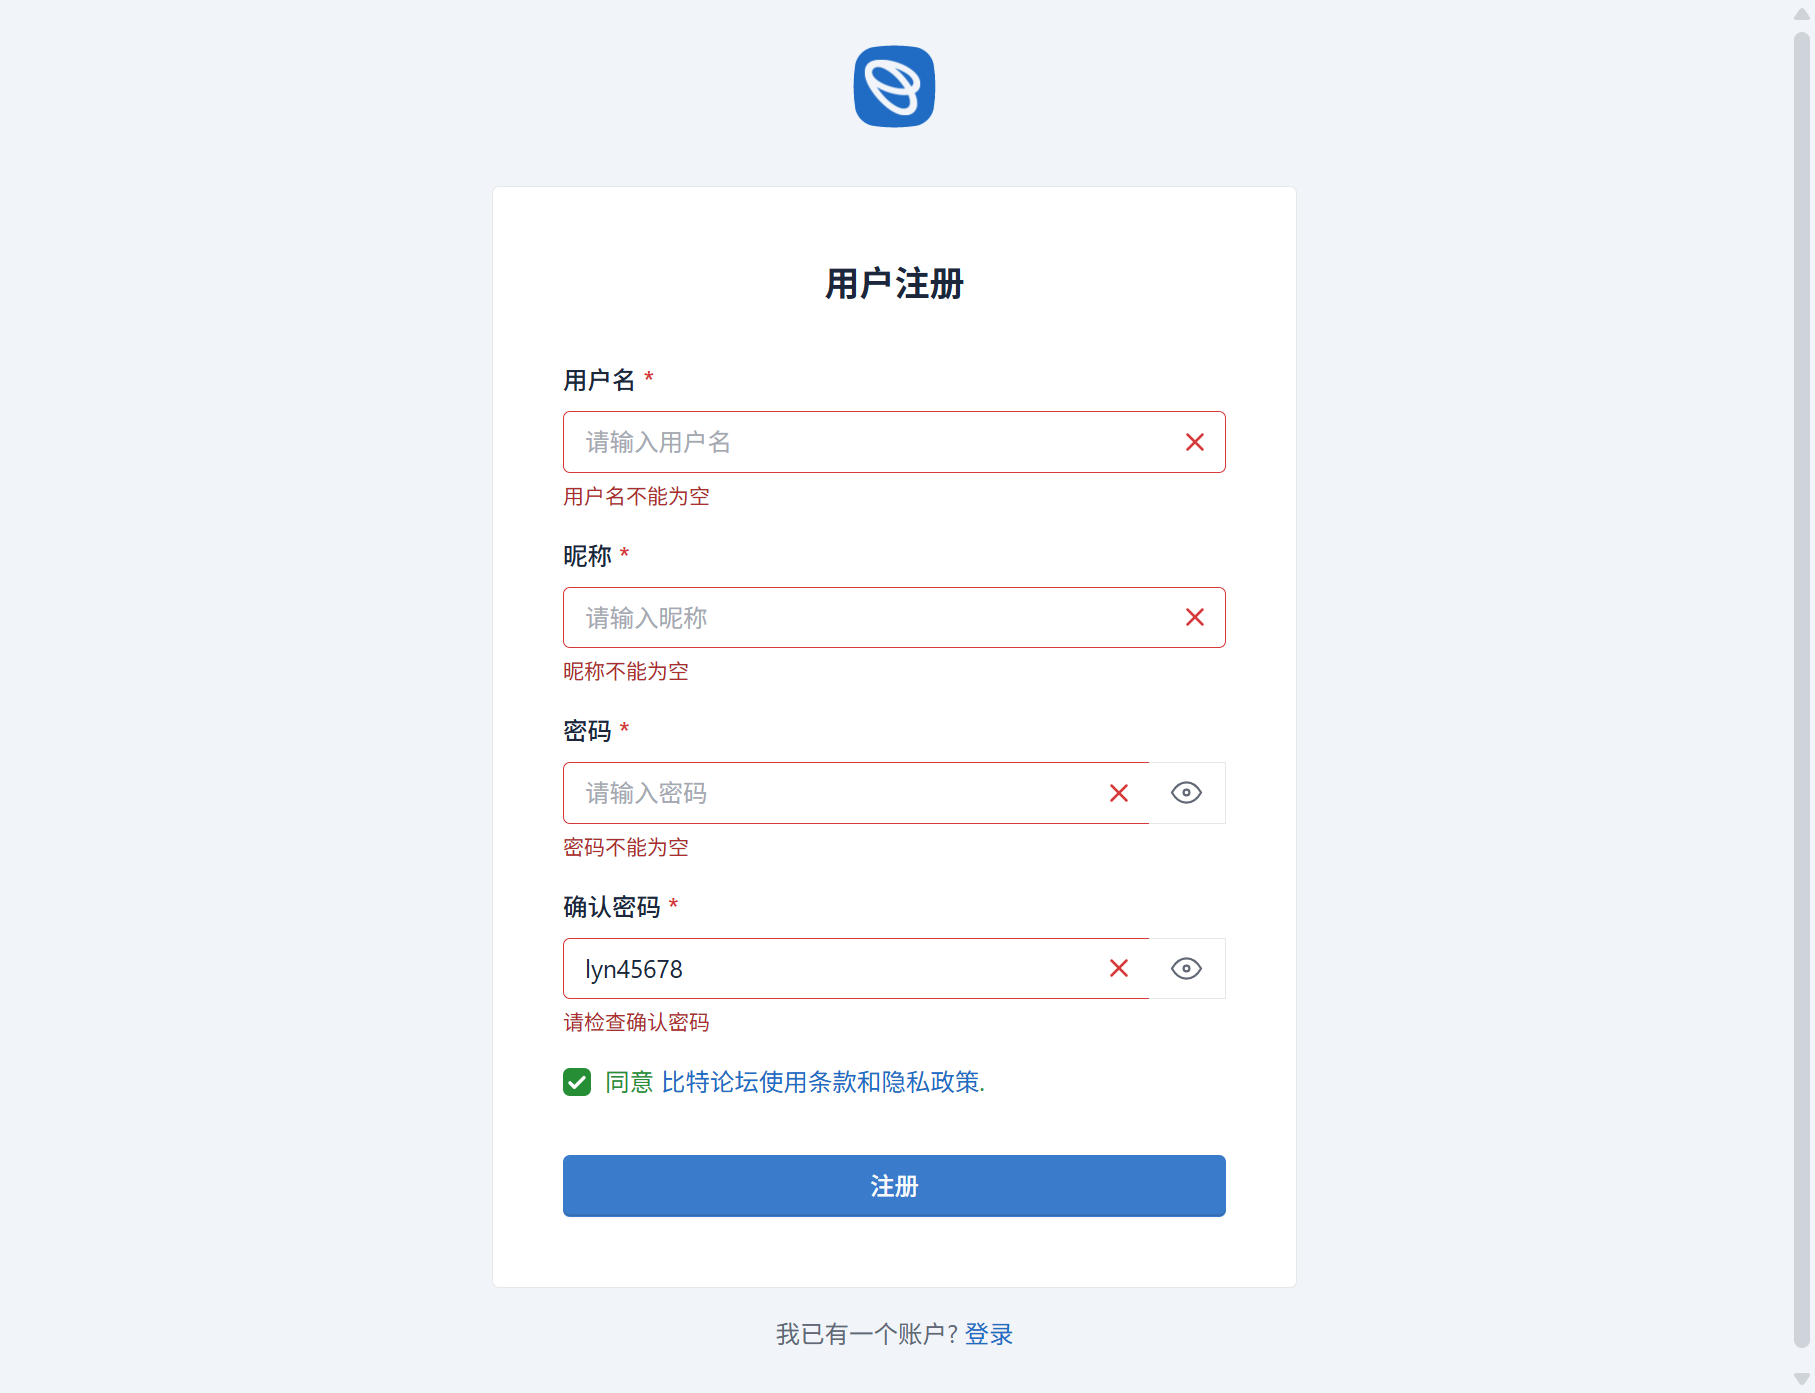 用户注册
用户名 *
请输入用户名
用户名不能为空
昵称 *
请输入昵称
昵称不能为空
密码 *
请输入密码
密码不能为空
确认密码 *
lyn45678
请检查确认密码
同意 比特论坛使用条款和隐私政策.
注册
我已有一个账户? 登录